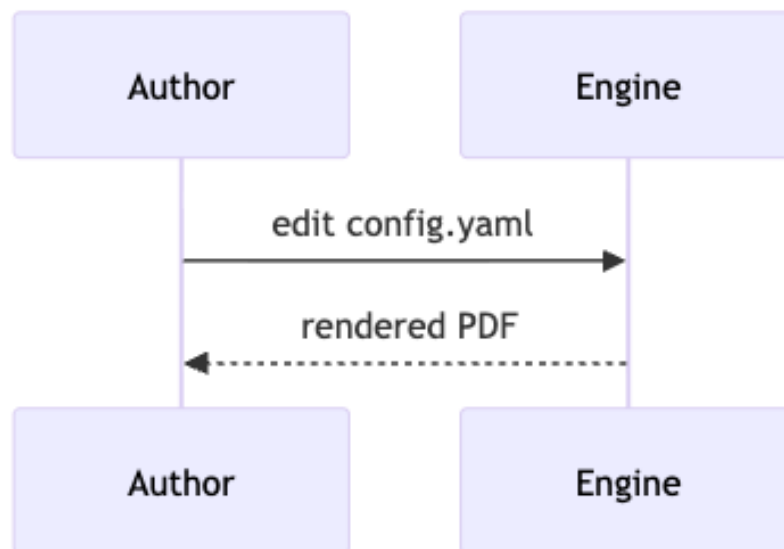 Author
Engine
edit config.yaml
rendered PDF
Author
Engine